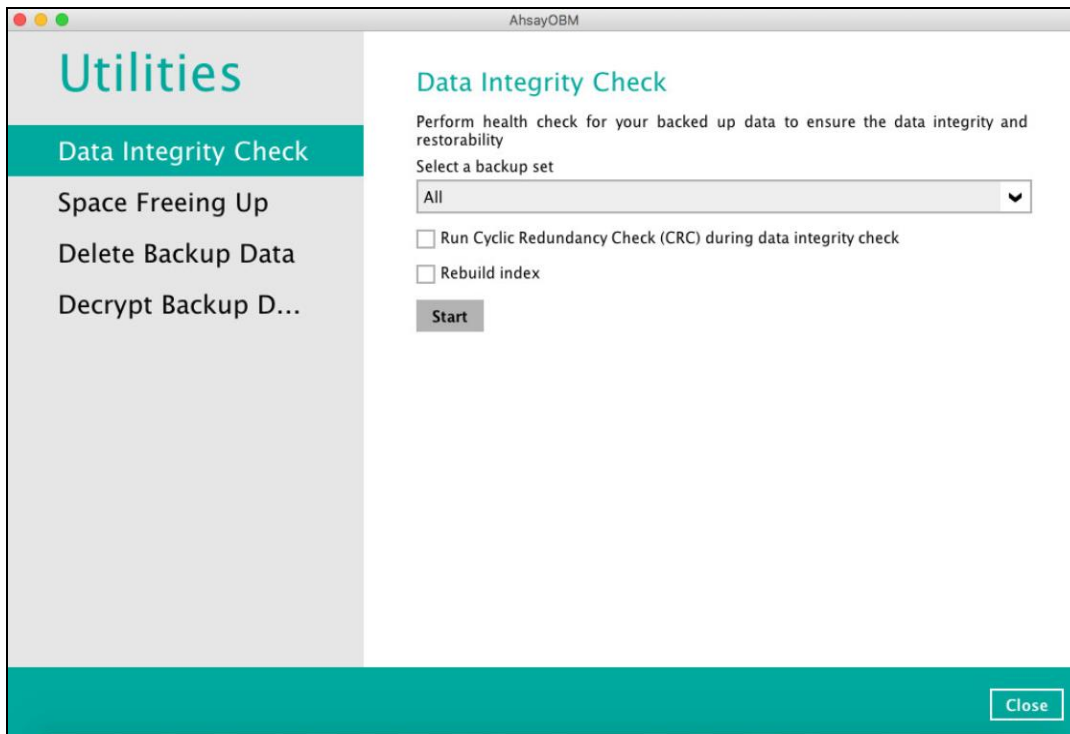 AhsayOBM
Utilities
Data Integrity Check
Space Freeing Up
Delete Backup Data
Decrypt Backup D...
Data Integrity Check
Perform health check for your backed up data to ensure the data integrity and
restorability
Select a backup set
All
Run Cyclic Redundancy Check (CRC) during data integrity check
Rebuild index
Start
Close